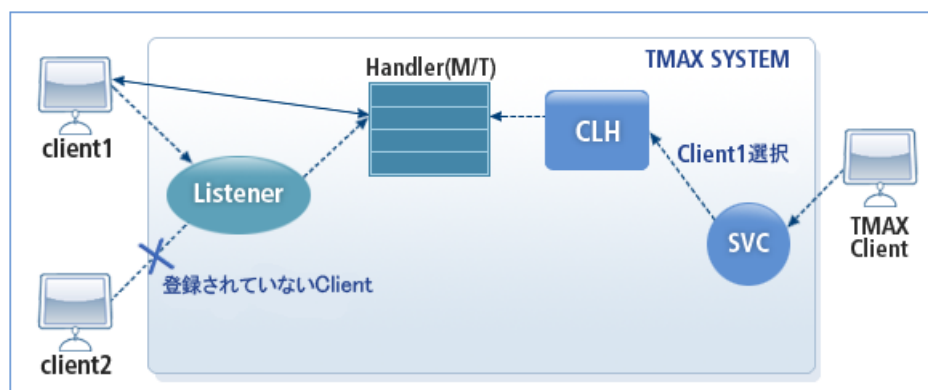 TMAX SYSTEM
Handler(M/T)
client1
CLH
Client1選択
Listener
SVC
TMAX
Client
登録されていないClient
client2